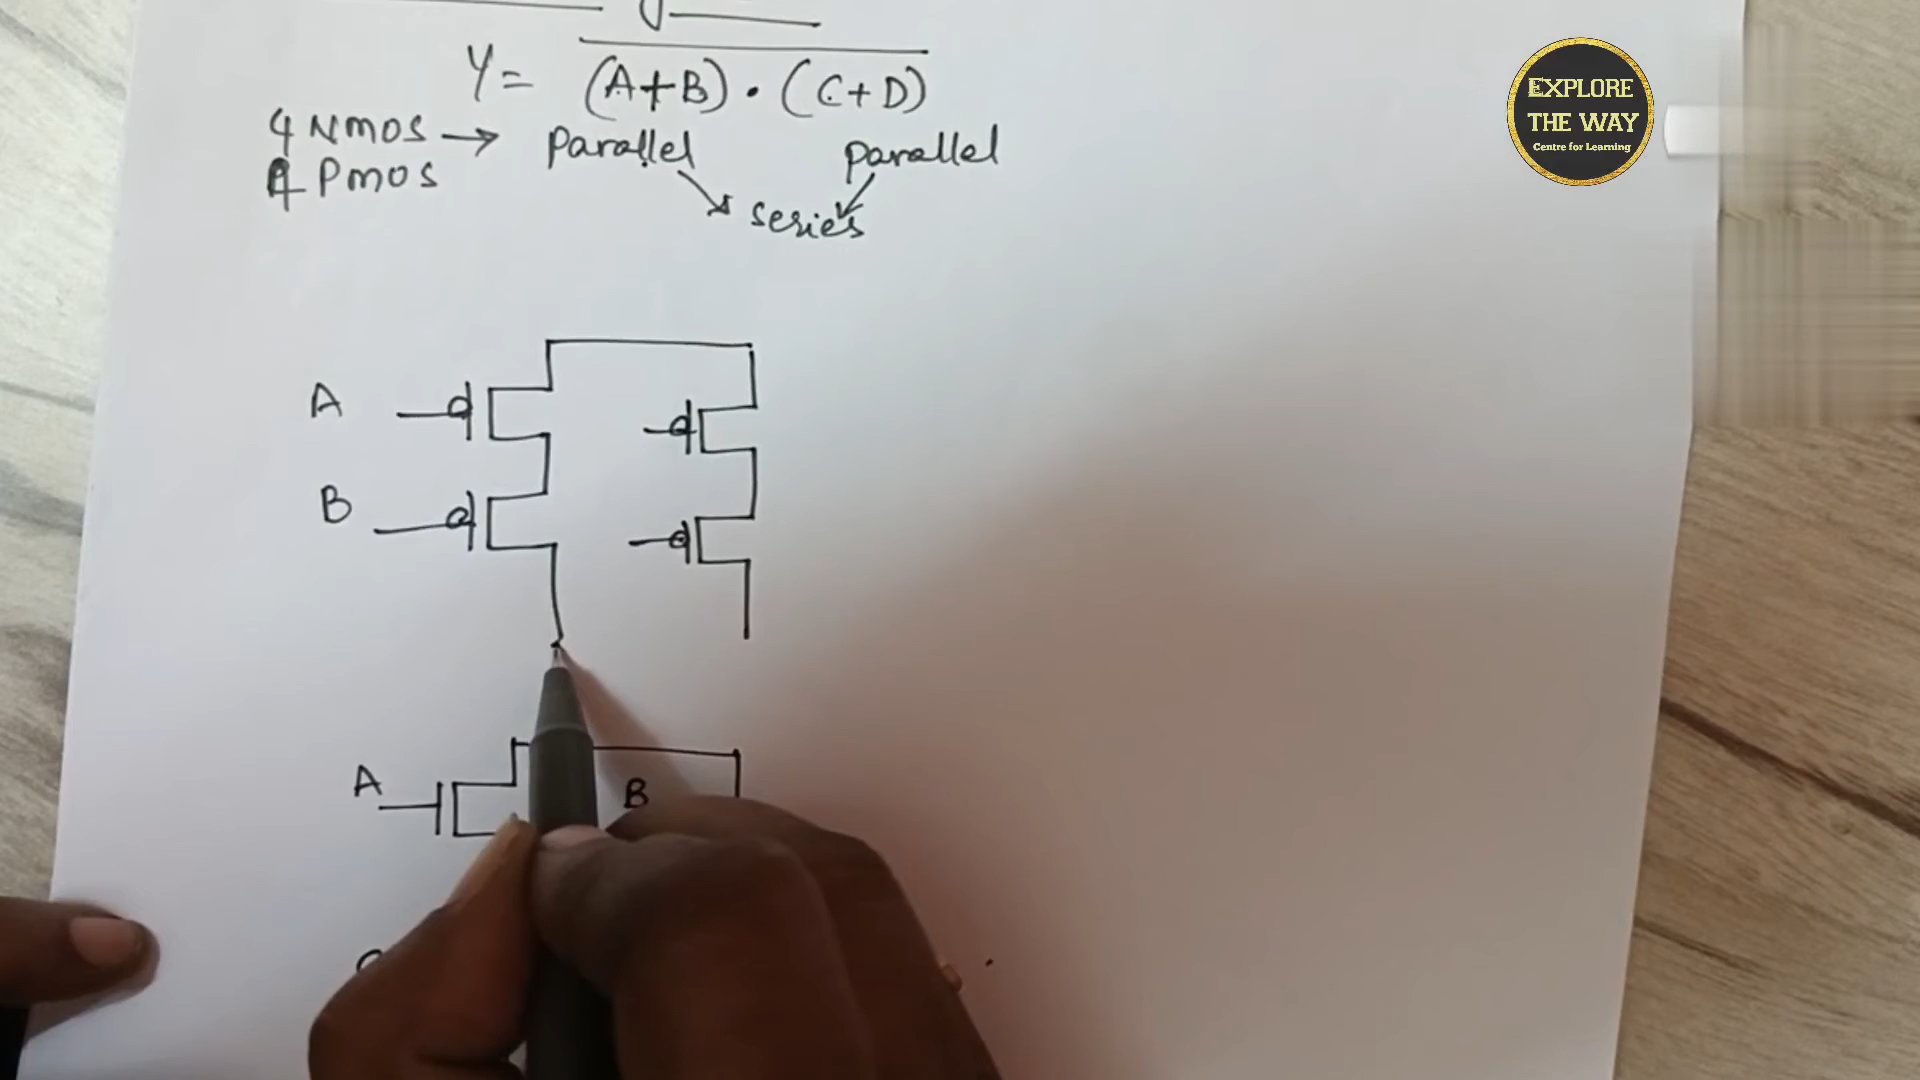 Y = (A+B) . (C+D)
4 NMOS → Parallel parallel
4 PMOS
series
A
B
A
B
EXPLORE
THE WAY
Centre for Learning